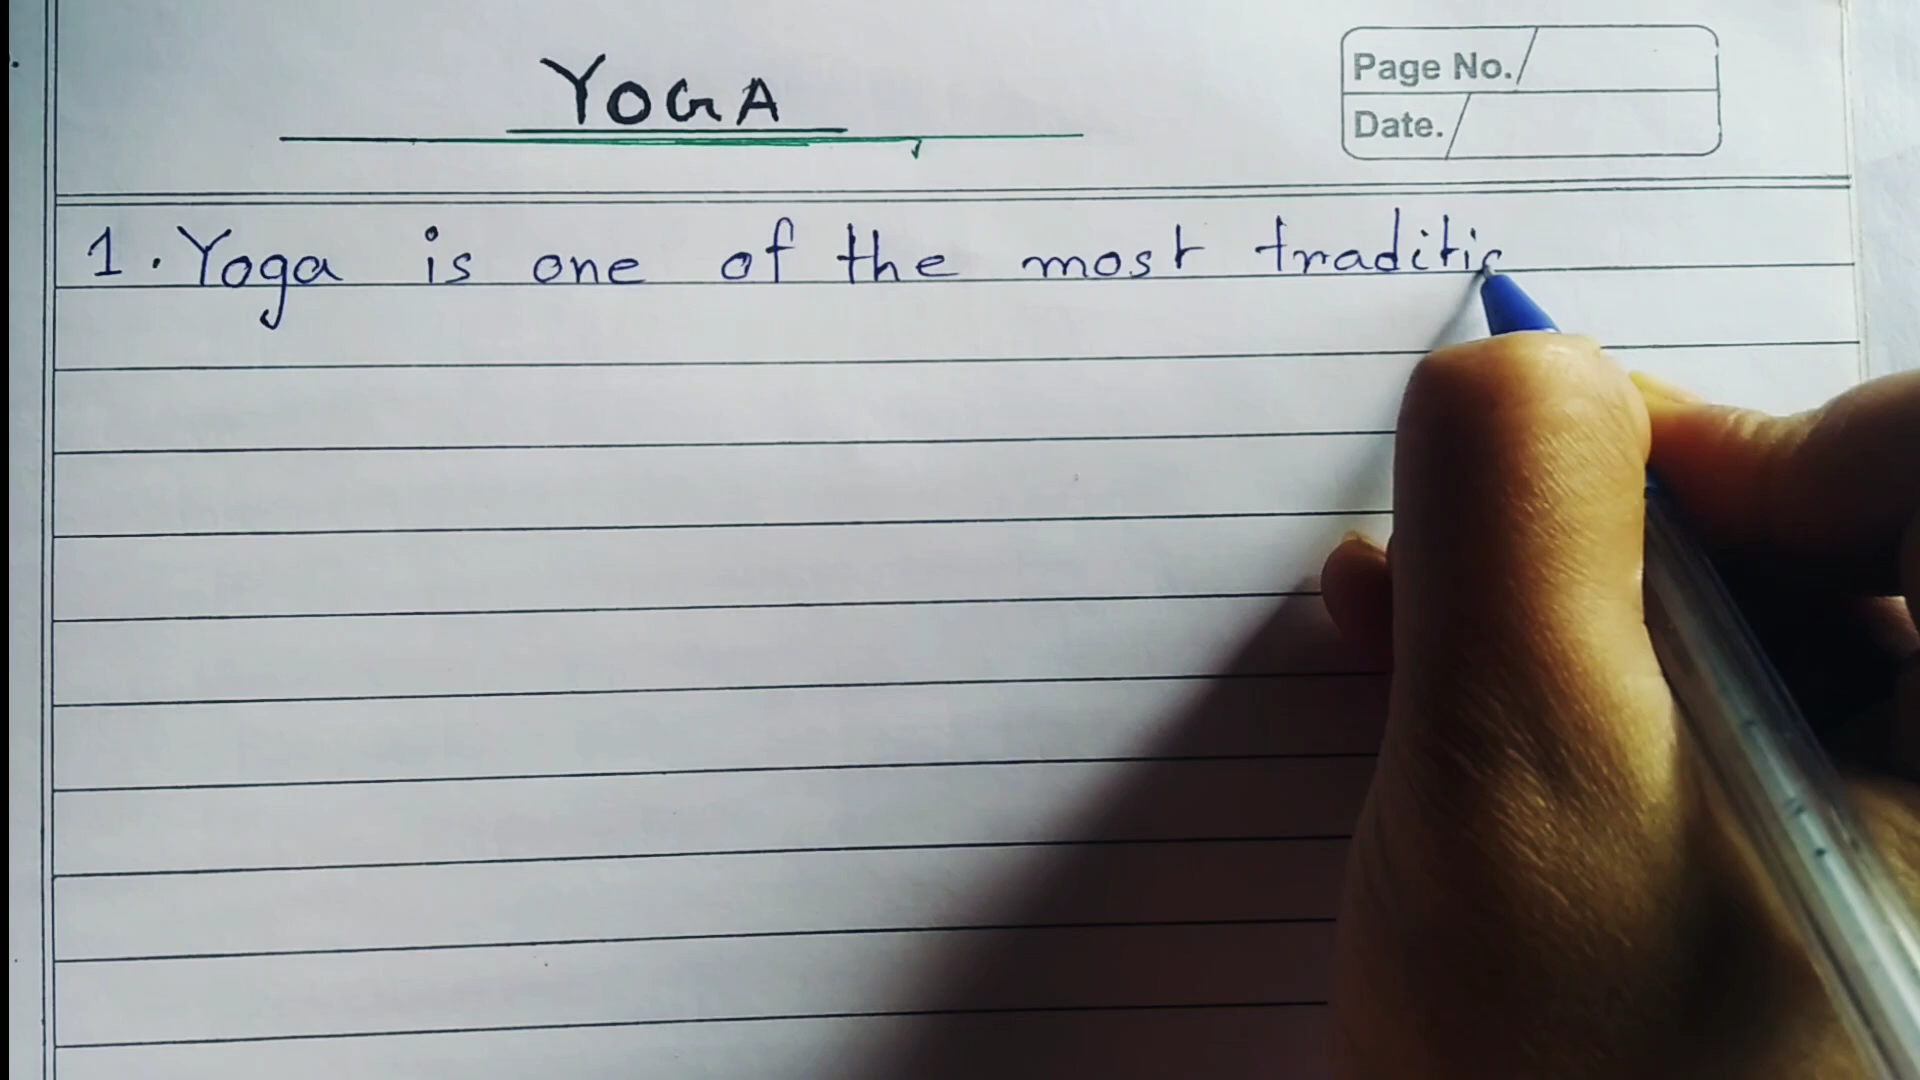 YOGA
Page No./
Date./
1. Yoga is one of the most traditi